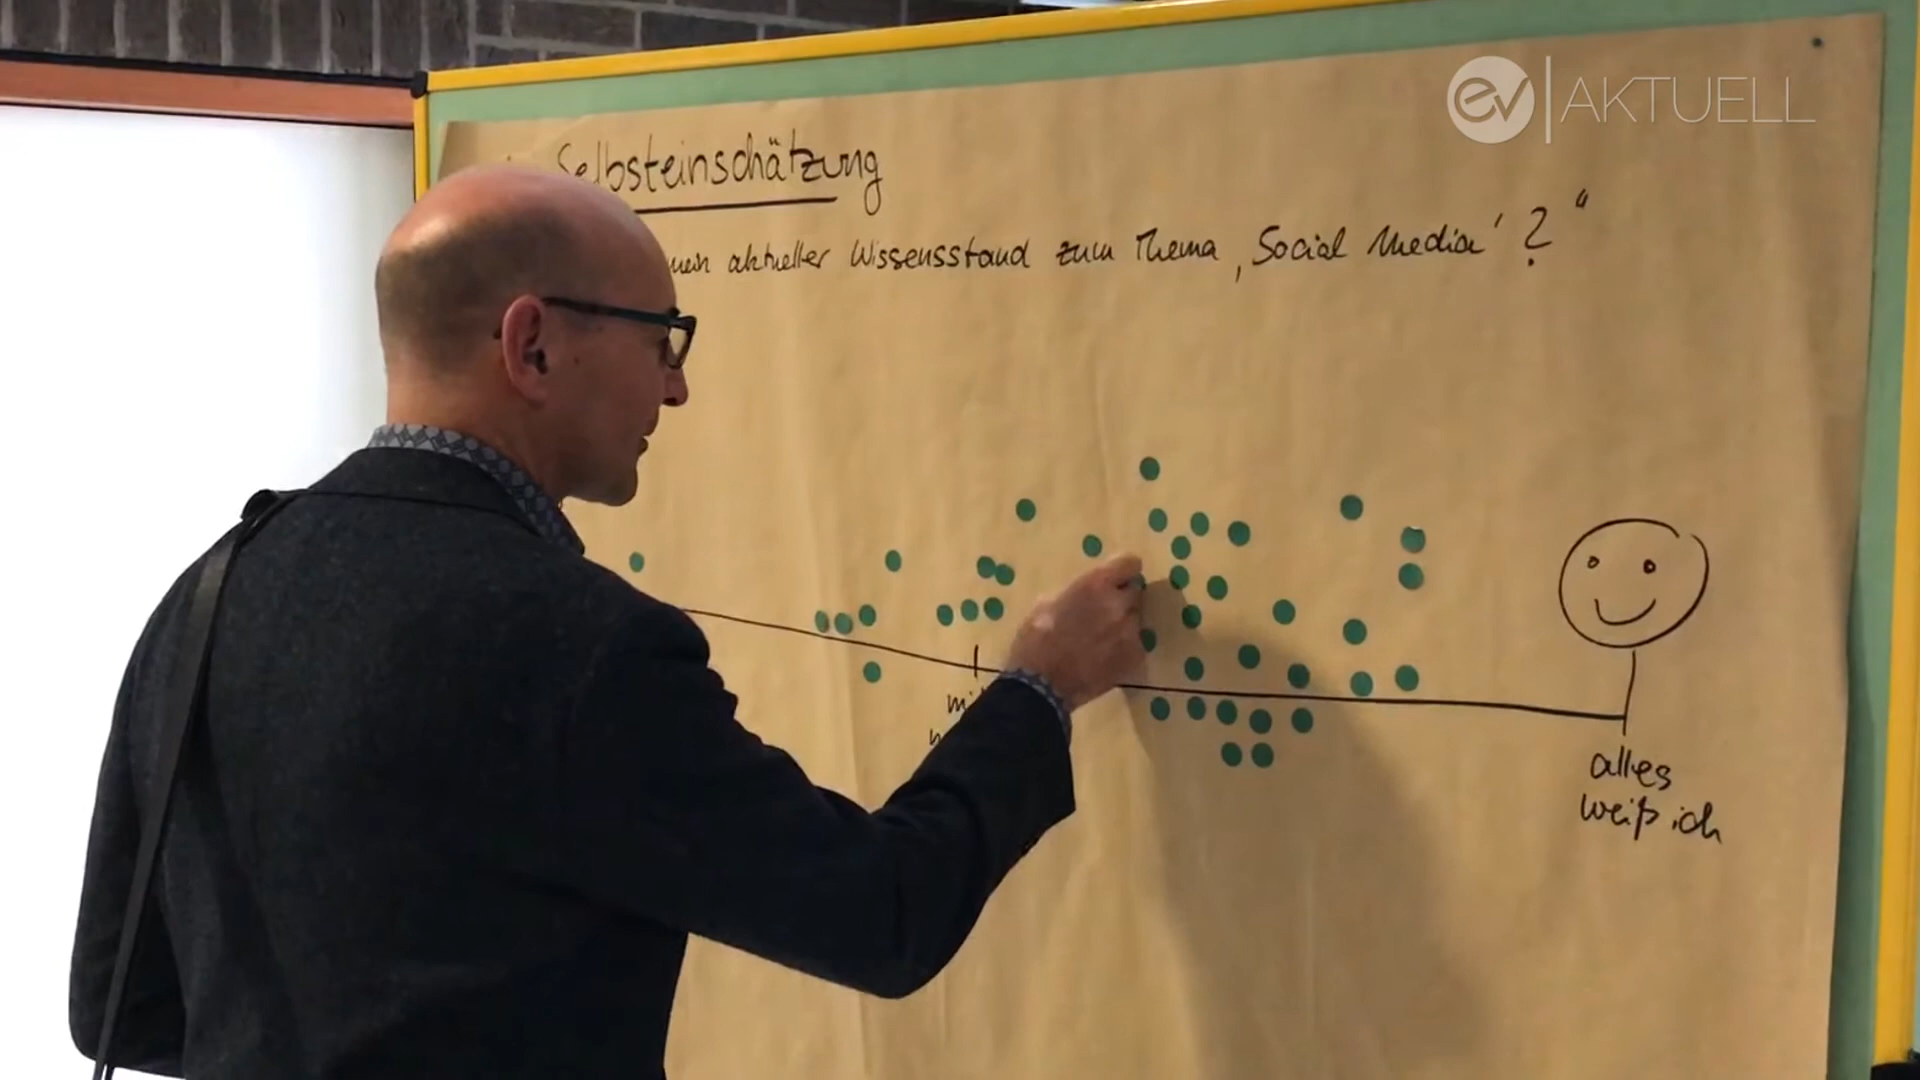 ev AKTUELL
Selbsteinschätzung
mein aktueller Wissensstand zum Thema ‚Social Media' ?“
alles
weiß ich